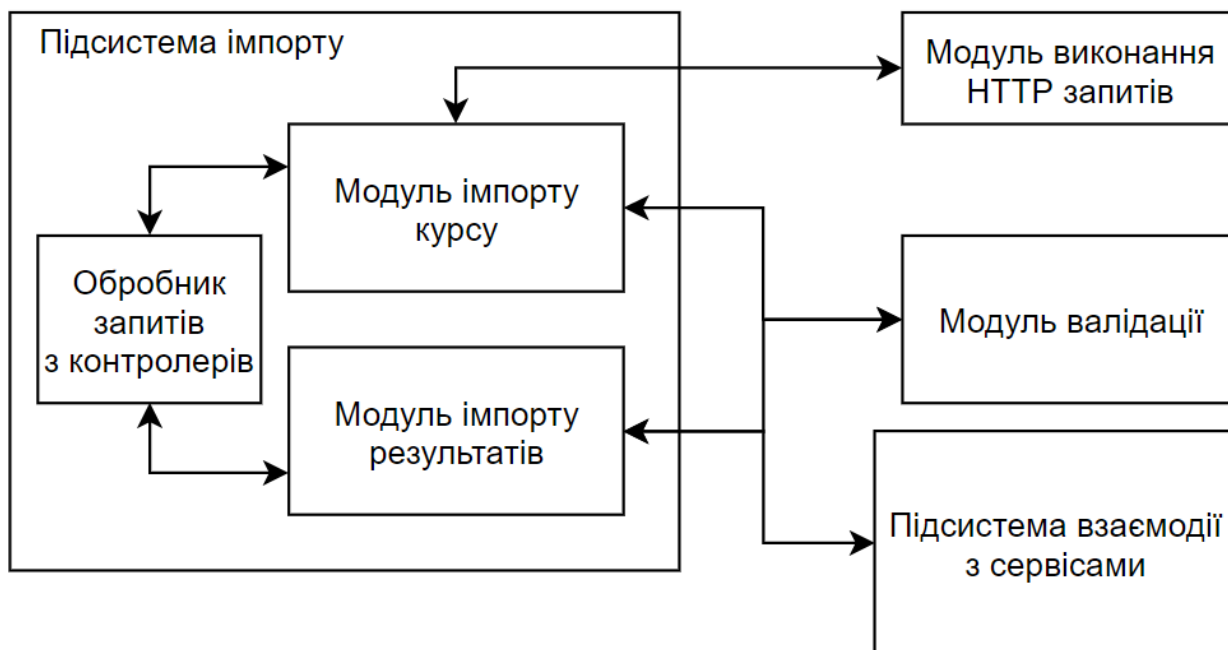 Підсистема імпорту
Модуль виконання
HTTP запитів
Модуль імпорту
курсу
Обробник
запитів
з контролерів
Модуль валідації
Модуль імпорту
результатів
Підсистема взаємодії
з сервісами